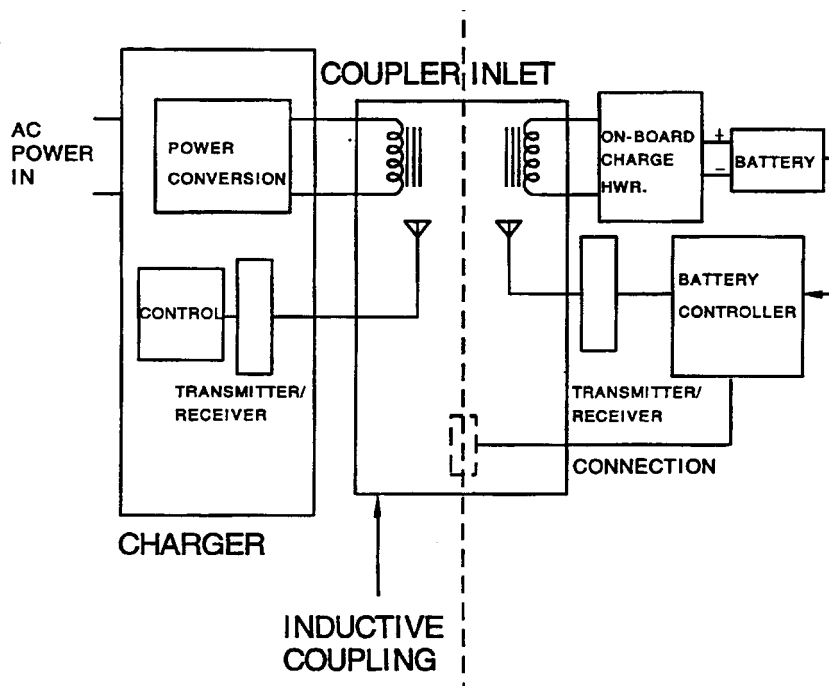 COUPLER INLET
AC
POWER
IN
POWER
CONVERSION
ON-BOARD
CHARGE
HWR.
+
−
BATTERY
CONTROL
BATTERY
CONTROLLER
TRANSMITTER/
RECEIVER
TRANSMITTER/
RECEIVER
CONNECTION
CHARGER
INDUCTIVE
COUPLING